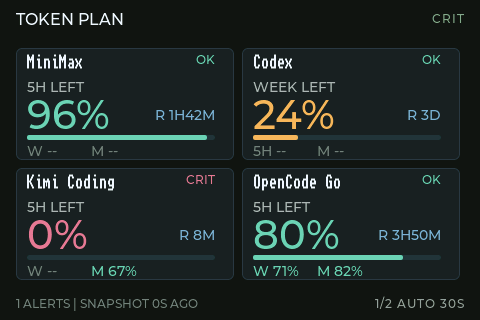 TOKEN PLAN CRIT
MiniMax OK
5H LEFT
96% R 1H42M
W -- M --
Codex OK
WEEK LEFT
24% R 3D
5H -- M --
Kimi Coding CRIT
5H LEFT
0% R 8M
W -- M 67%
OpenCode Go OK
5H LEFT
80% R 3H50M
W 71% M 82%
1 ALERTS | SNAPSHOT 0S AGO 1/2 AUTO 30S